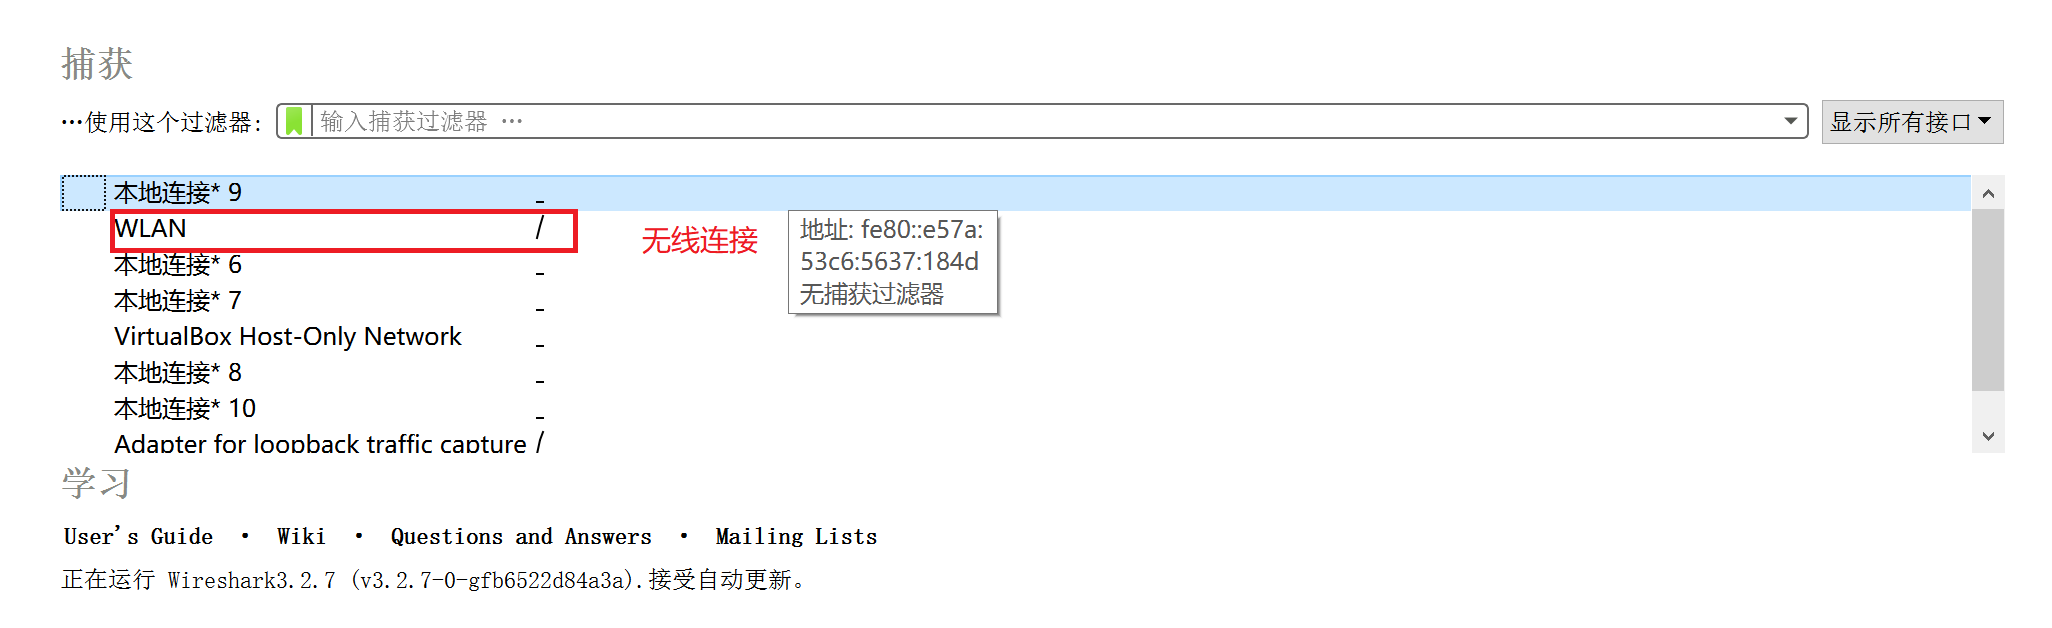 捕获
…使用这个过滤器: 输入捕获过滤器 … 显示所有接口
本地连接* 9
WLAN
无线连接
地址: fe80::e57a:
53c6:5637:184d
无捕获过滤器
本地连接* 6
本地连接* 7
VirtualBox Host-Only Network
本地连接* 8
本地连接* 10
Adapter for loopback traffic capture
学习
User's Guide · Wiki · Questions and Answers · Mailing Lists
正在运行 Wireshark3.2.7 (v3.2.7-0-gfb6522d84a3a).接受自动更新。